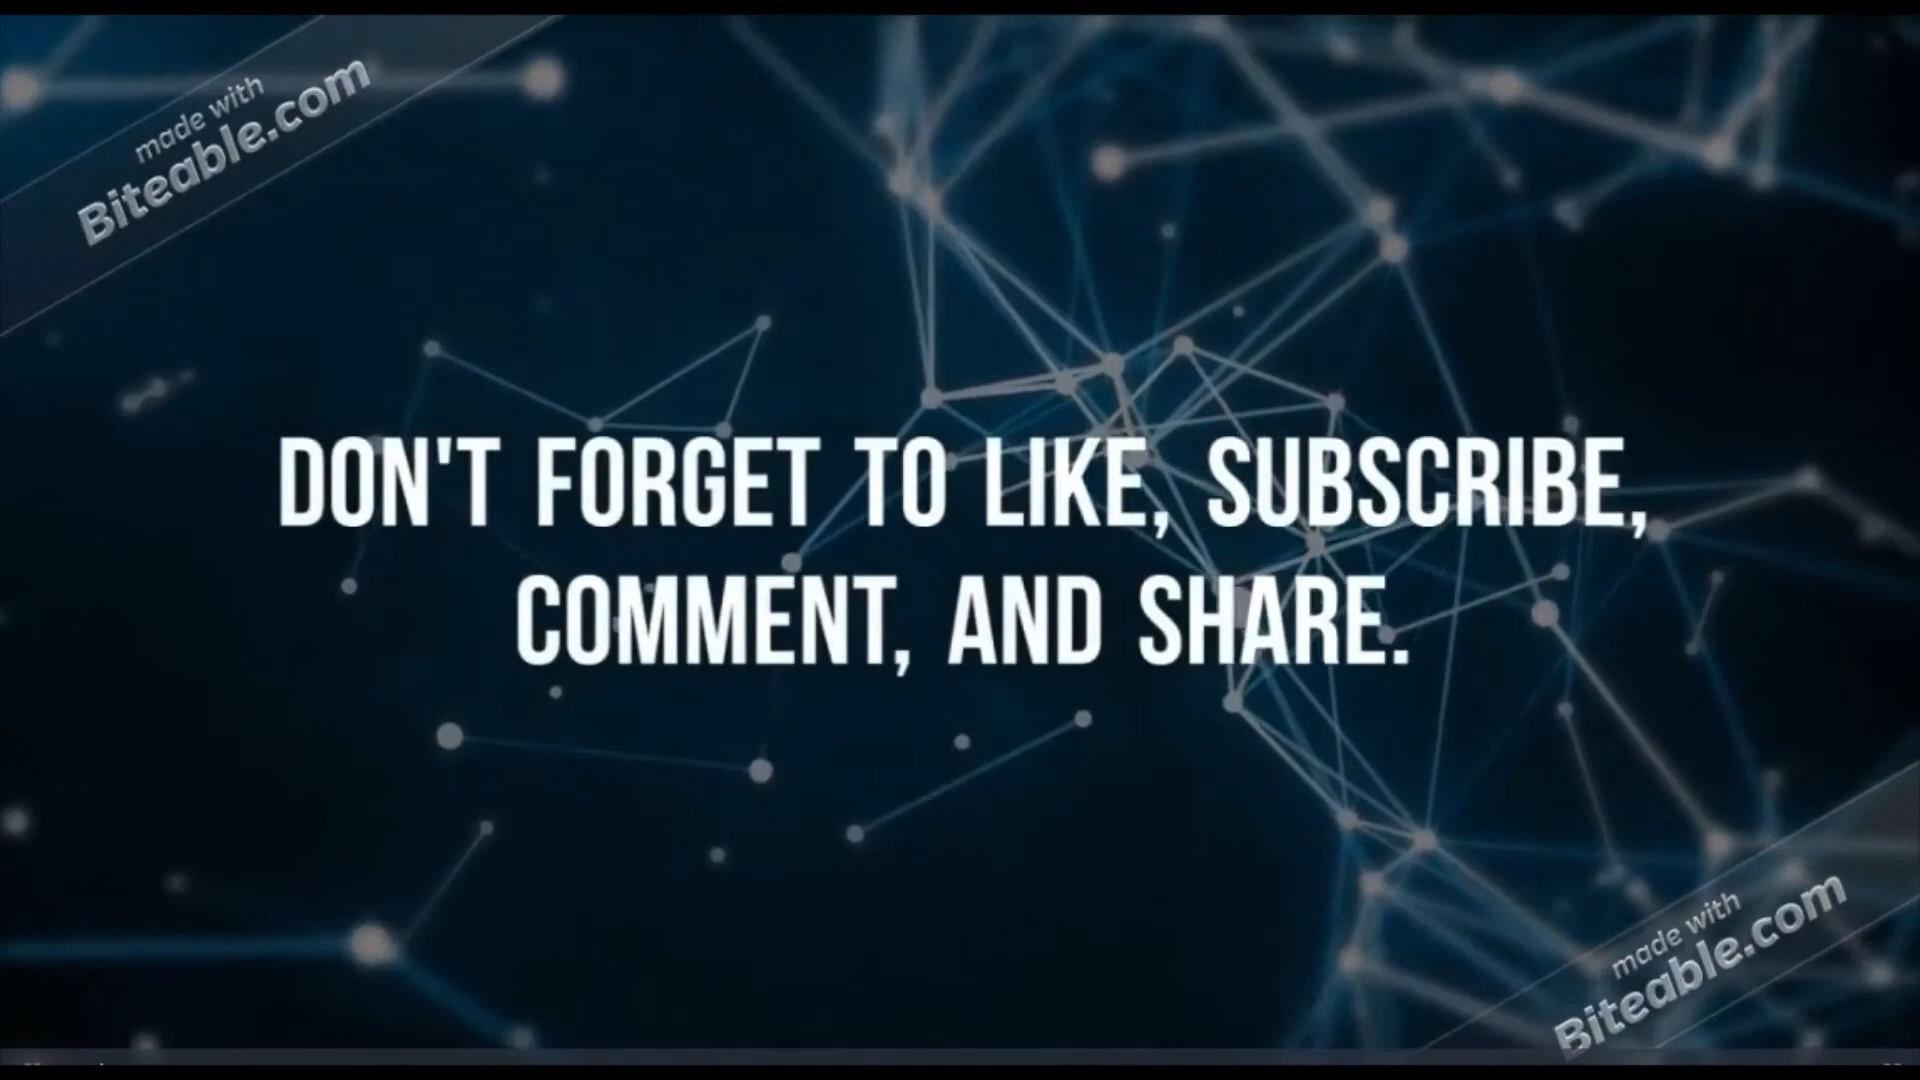 made with
Biteable.com
DON'T FORGET TO LIKE, SUBSCRIBE,
COMMENT, AND SHARE.
made with
Biteable.com